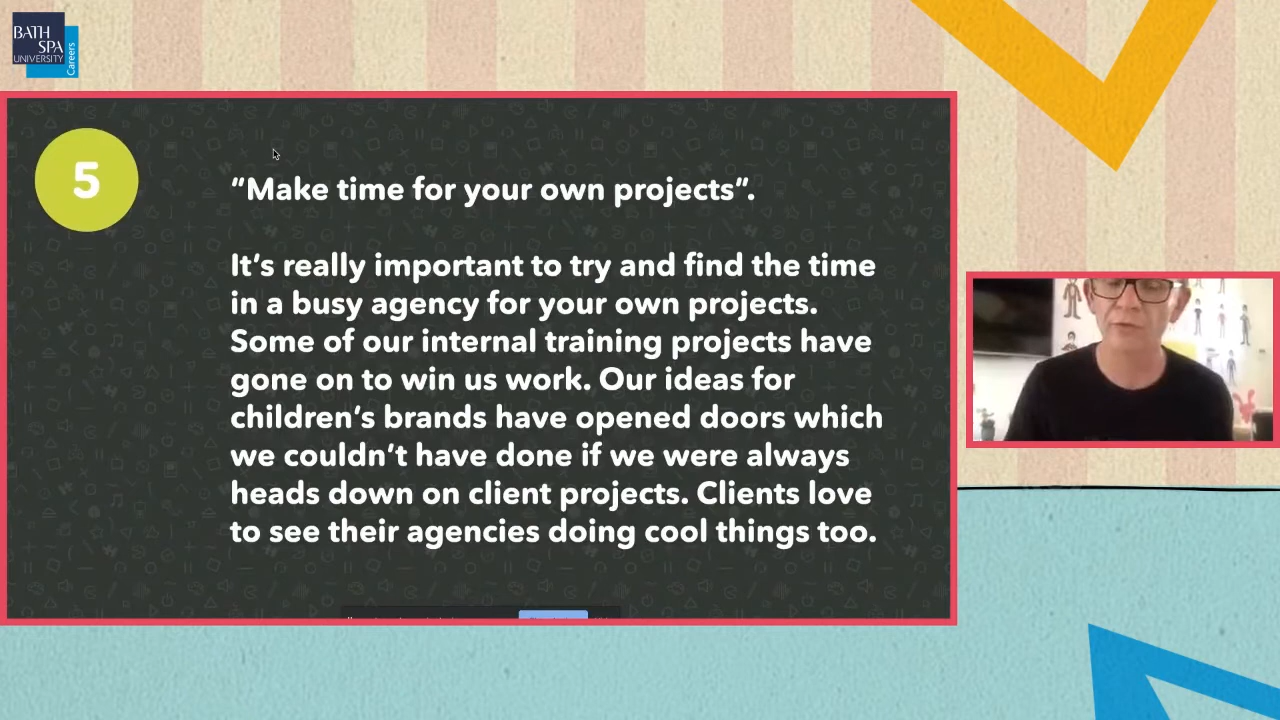 BATH
SPA
UNIVERSITY
Careers
5
“Make time for your own projects”.
It’s really important to try and find the time
in a busy agency for your own projects.
Some of our internal training projects have
gone on to win us work. Our ideas for
children’s brands have opened doors which
we couldn’t have done if we were always
heads down on client projects. Clients love
to see their agencies doing cool things too.